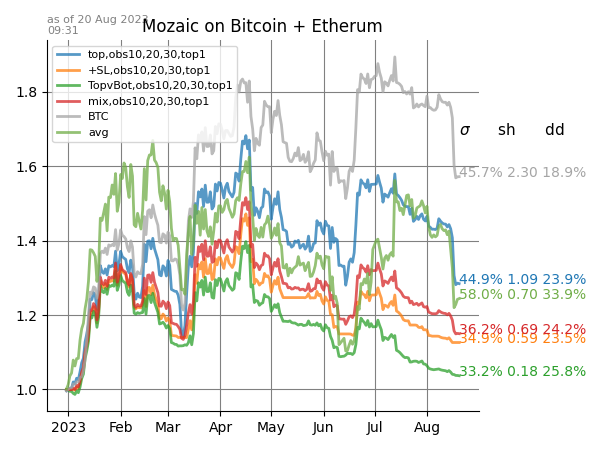 as of 20 Aug 2023
09:31
Mozaic on Bitcoin + Etherum
top,obs10,20,30,top1
+SL,obs10,20,30,top1
TopvBot,obs10,20,30,top1
mix,obs10,20,30,top1
BTC
avg
σ sh dd
45.7% 2.30 18.9%
44.9% 1.09 23.9%
58.0% 0.70 33.9%
36.2% 0.69 24.2%
34.9% 0.59 23.5%
33.2% 0.18 25.8%
1.8
1.6
1.4
1.2
1.0
2023 Feb Mar Apr May Jun Jul Aug